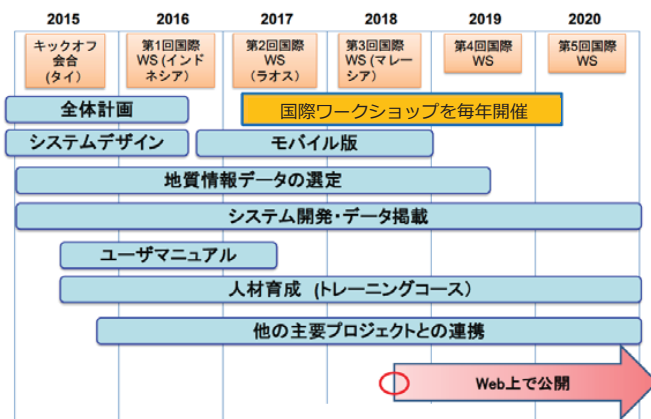 2015 2016 2017 2018 2019 2020
キックオフ
会合
(タイ)
第1回国際
WS (インド
ネシア)
第2回国際
WS
(ラオス)
第3回国際
WS (マレー
シア)
第4回国際
WS
第5回国際
WS
全体計画
国際ワークショップを毎年開催
システムデザイン
モバイル版
地質情報データの選定
システム開発・データ掲載
ユーザマニュアル
人材育成 (トレーニングコース)
他の主要プロジェクトとの連携
Web上で公開